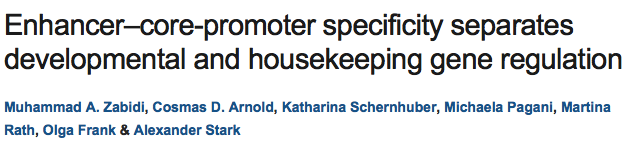 Enhancer–core-promoter specificity separates
developmental and housekeeping gene regulation
Muhammad A. Zabidi, Cosmas D. Arnold, Katharina Schernhuber, Michaela Pagani, Martina
Rath, Olga Frank & Alexander Stark